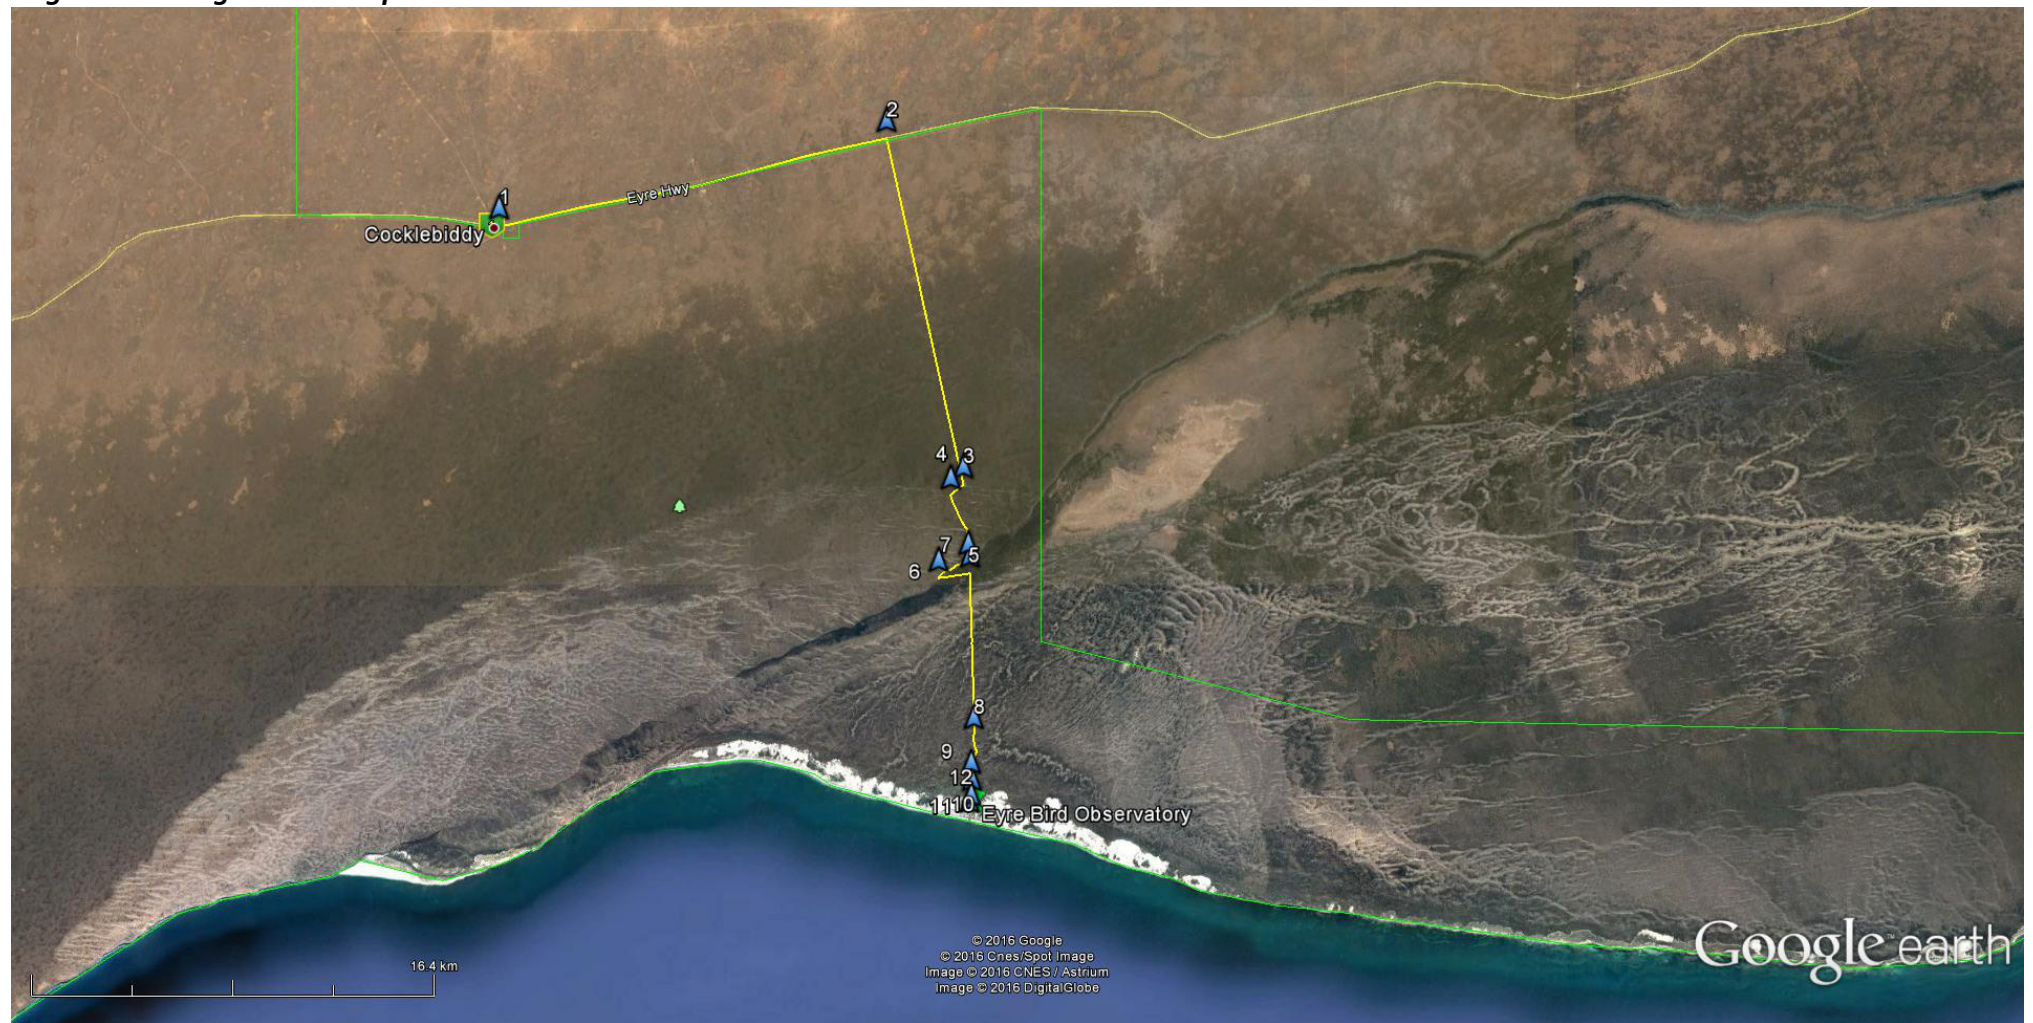 2
1
Eyre Hwy
Cocklebiddy
4
3
7
5
6
8
9
12
11
10
Eyre Bird Observatory
© 2016 Google
© 2016 Cnes/Spot Image
Image © 2016 CNES / Astrium
Image © 2016 DigitalGlobe
16.4 km
Google earth